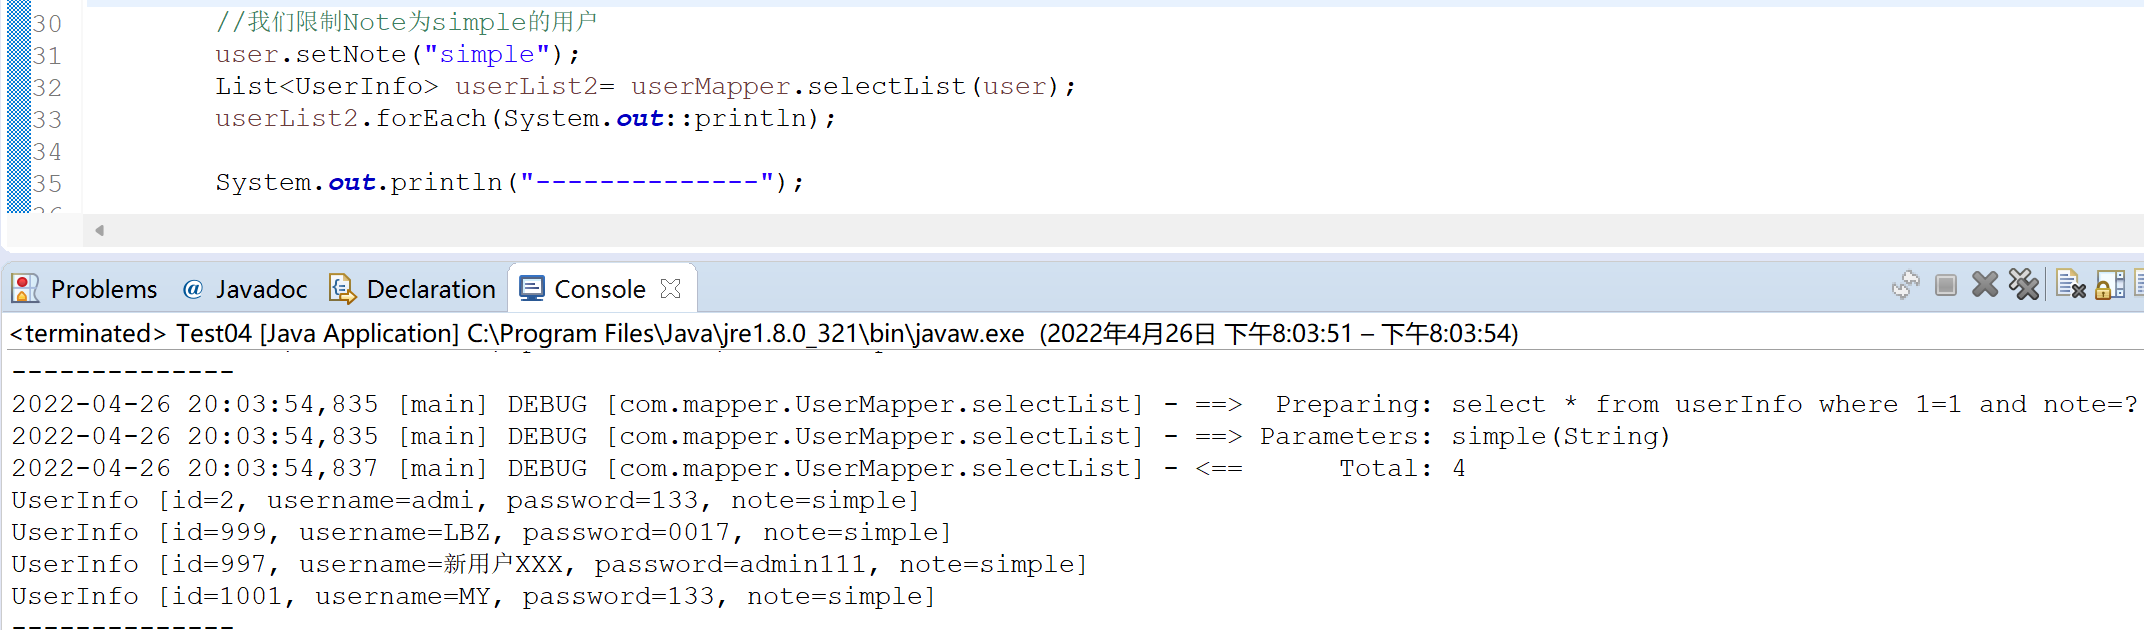 30 //我们限制Note为simple的用户
31 user.setNote("simple");
32 List<UserInfo> userList2= userMapper.selectList(user);
33 userList2.forEach(System.out::println);
34
35 System.out.println("--------------");
Problems @ Javadoc Declaration Console
<terminated> Test04 [Java Application] C:\Program Files\Java\jre1.8.0_321\bin\javaw.exe (2022年4月26日 下午8:03:51 – 下午8:03:54)
--------------
2022-04-26 20:03:54,835 [main] DEBUG [com.mapper.UserMapper.selectList] - ==>  Preparing: select * from userInfo where 1=1 and note=?
2022-04-26 20:03:54,835 [main] DEBUG [com.mapper.UserMapper.selectList] - ==> Parameters: simple(String)
2022-04-26 20:03:54,837 [main] DEBUG [com.mapper.UserMapper.selectList] - <==      Total: 4
UserInfo [id=2, username=admi, password=133, note=simple]
UserInfo [id=999, username=LBZ, password=0017, note=simple]
UserInfo [id=997, username=新用户XXX, password=admin111, note=simple]
UserInfo [id=1001, username=MY, password=133, note=simple]
--------------